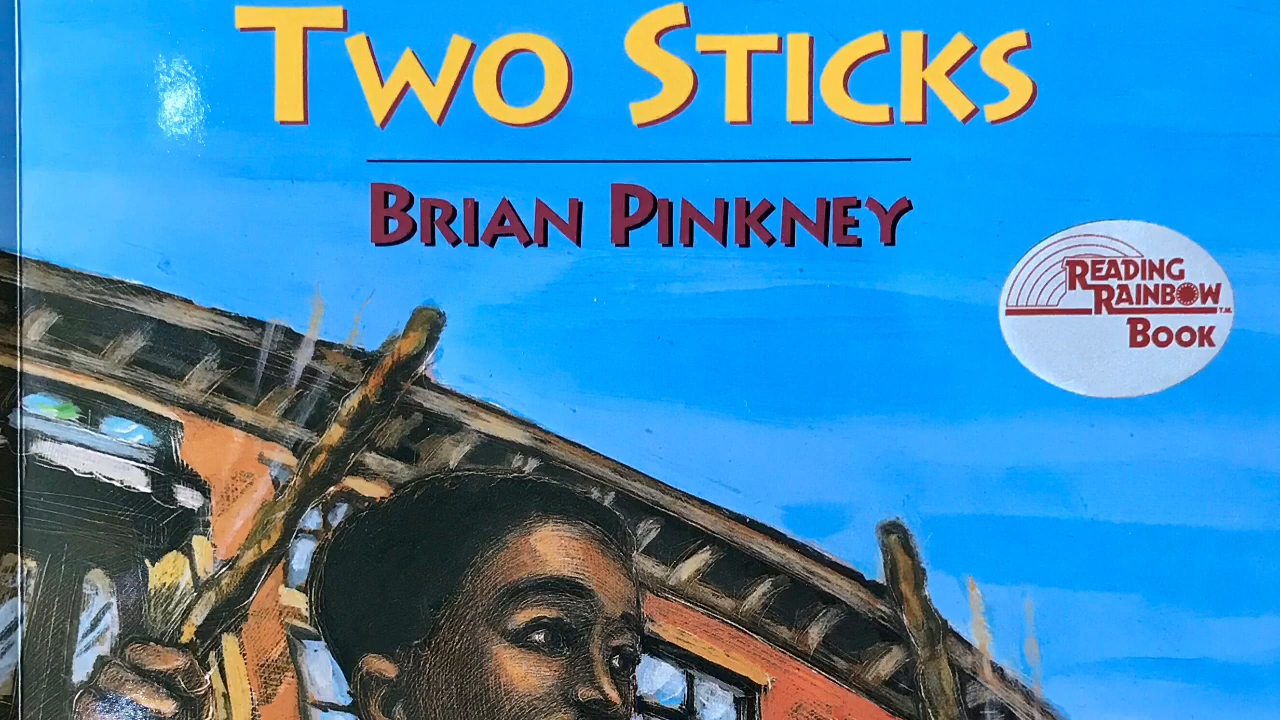 TWO STICKS
BRIAN PINKNEY
READING
RAINBOW T.M.
BOOK